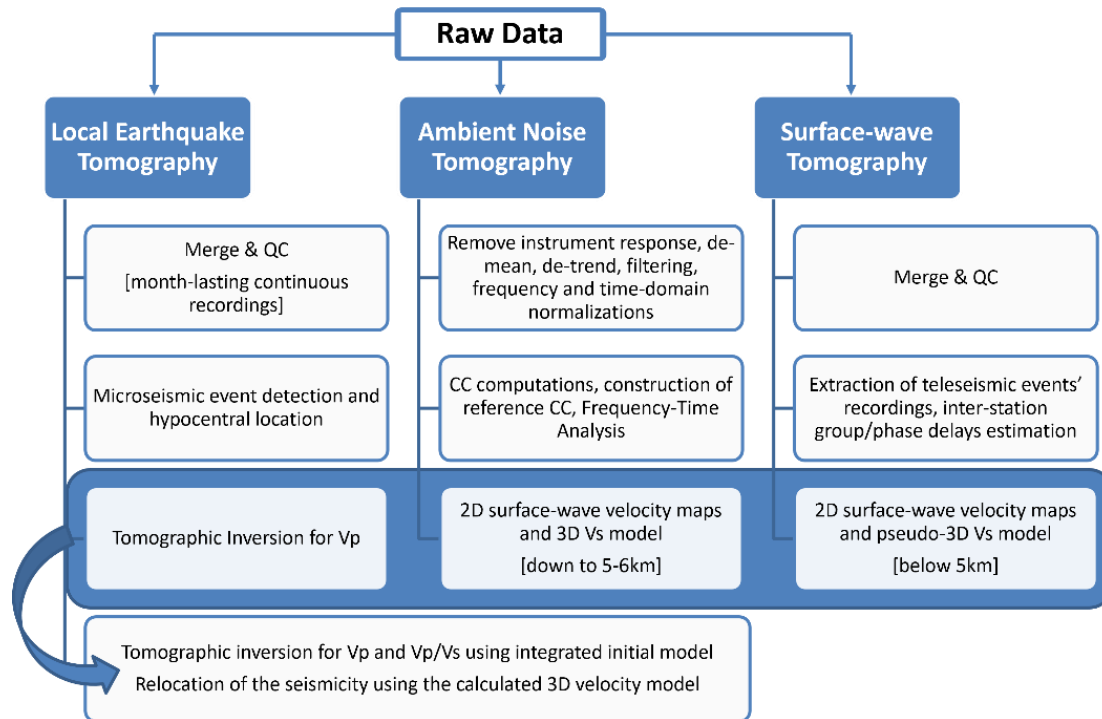 Raw Data
Local Earthquake
Tomography
Ambient Noise
Tomography
Surface-wave
Tomography
Merge & QC
[month-lasting continuous
recordings]
Remove instrument response, de-
mean, de-trend, filtering,
frequency and time-domain
normalizations
Merge & QC
Microseismic event detection and
hypocentral location
CC computations, construction of
reference CC, Frequency-Time
Analysis
Extraction of teleseismic events’
recordings, inter-station
group/phase delays estimation
Tomographic Inversion for Vp
2D surface-wave velocity maps
and 3D Vs model
[down to 5-6km]
2D surface-wave velocity maps
and pseudo-3D Vs model
[below 5km]
Tomographic inversion for Vp and Vp/Vs using integrated initial model
Relocation of the seismicity using the calculated 3D velocity model